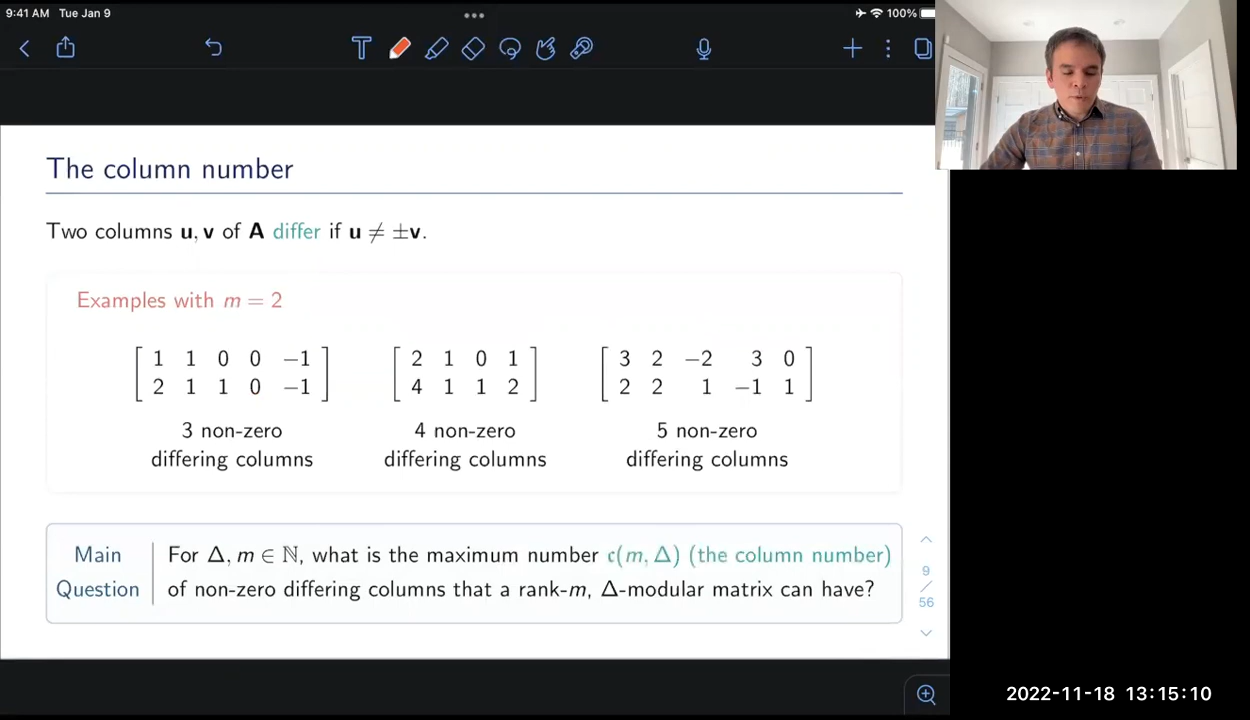 9:41 AM Tue Jan 9
100%
The column number
Two columns u, v of A differ if u ≠ ±v.
Examples with m = 2
[ 1 1 0 0 −1 ] [ 2 1 0 1 ] [ 3 2 −2 3 0 ]
[ 2 1 1 0 −1 ] [ 4 1 1 2 ] [ 2 2 1 −1 1 ]
3 non-zero 4 non-zero 5 non-zero
differing columns differing columns differing columns
Main For Δ, m ∈ ℕ, what is the maximum number 𝔠(m, Δ) (the column number)
Question of non-zero differing columns that a rank-m, Δ-modular matrix can have?
9
/
56
2022-11-18 13:15:10